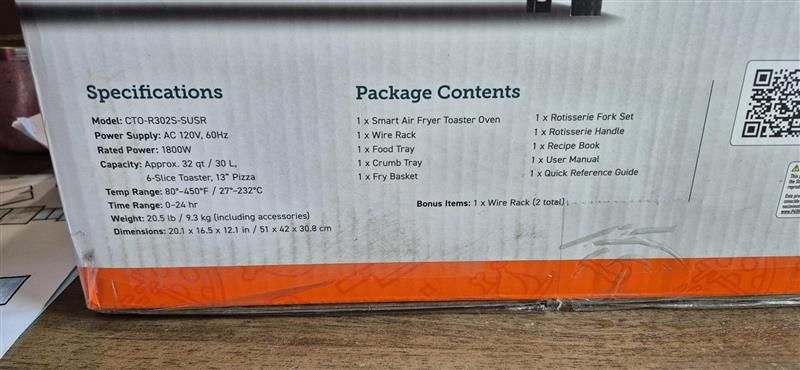 Specifications
Model: CTO-R302S-SUSR
Power Supply: AC 120V, 60Hz
Rated Power: 1800W
Capacity: Approx. 32 qt / 30 L,
6-Slice Toaster, 13" Pizza
Temp Range: 80°–450°F / 27°–232°C
Time Range: 0–24 hr
Weight: 20.5 lb / 9.3 kg (including accessories)
Dimensions: 20.1 x 16.5 x 12.1 in / 51 x 42 x 30.8 cm
Package Contents
1 x Smart Air Fryer Toaster Oven
1 x Wire Rack
1 x Food Tray
1 x Crumb Tray
1 x Fry Basket
1 x Rotisserie Fork Set
1 x Rotisserie Handle
1 x Recipe Book
1 x User Manual
1 x Quick Reference Guide
Bonus Items: 1 x Wire Rack (2 total)